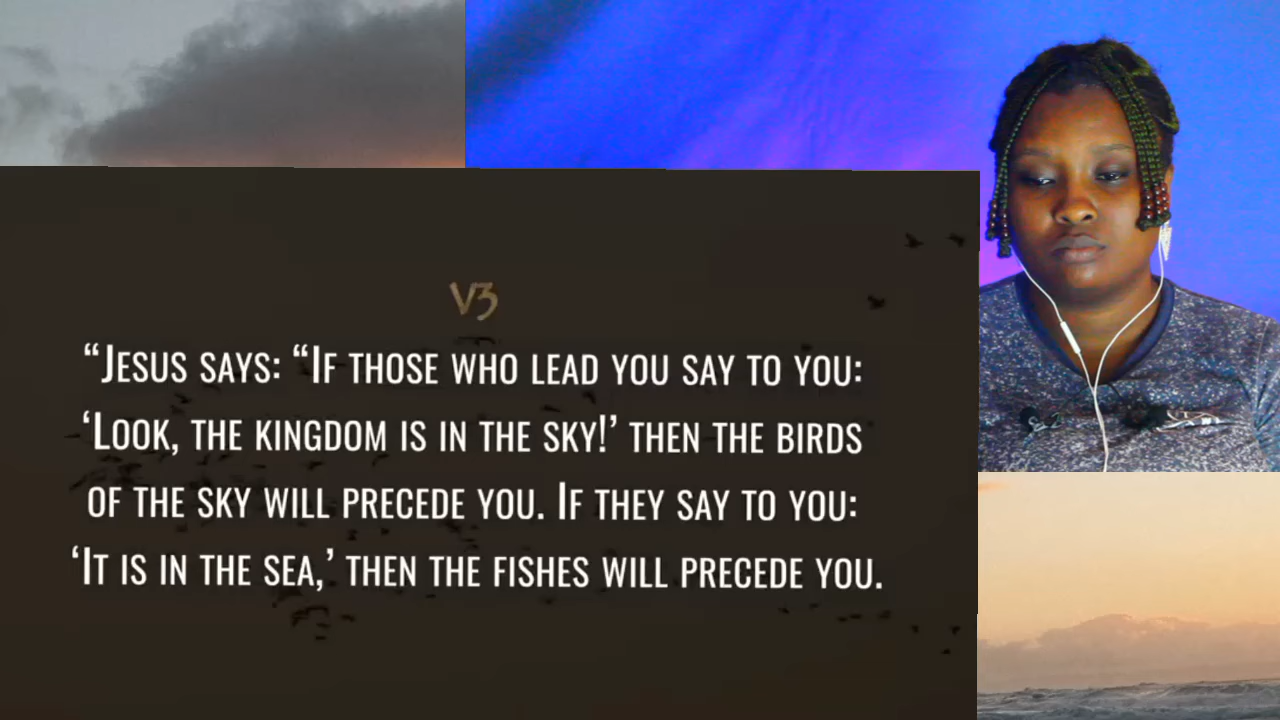 V3
“Jesus says: “If those who lead you say to you:
‘Look, the kingdom is in the sky!’ then the birds
of the sky will precede you. If they say to you:
‘It is in the sea,’ then the fishes will precede you.